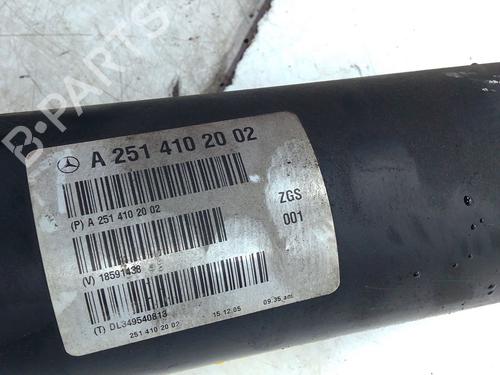 B-PARTS
A 251 410 20 02
(P) A 251 410 20 02
ZGS
001
(V) 18591438
(T) DL349540813
251 410 20 02
15.12.05
09.35 am